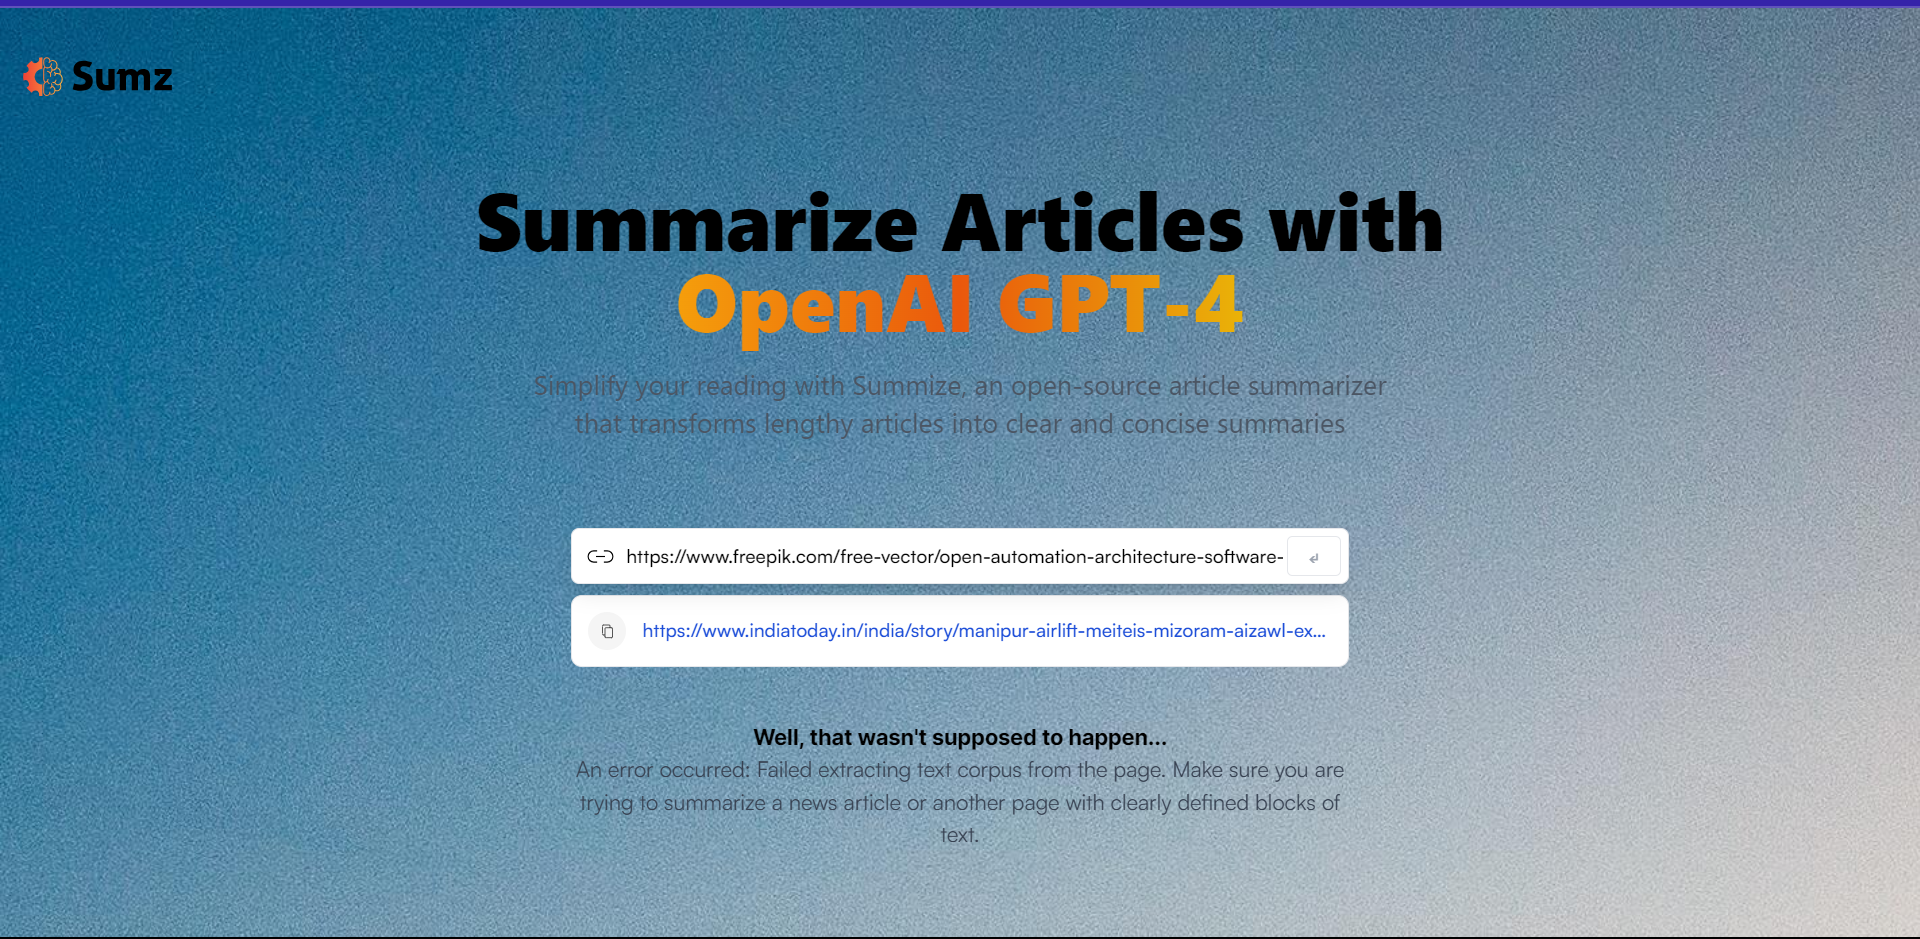 Sumz
Summarize Articles with
OpenAI GPT-4
Simplify your reading with Summize, an open-source article summarizer
that transforms lengthy articles into clear and concise summaries
https://www.freepik.com/free-vector/open-automation-architecture-software-
https://www.indiatoday.in/india/story/manipur-airlift-meiteis-mizoram-aizawl-ex...
Well, that wasn't supposed to happen...
An error occurred: Failed extracting text corpus from the page. Make sure you are
trying to summarize a news article or another page with clearly defined blocks of
text.